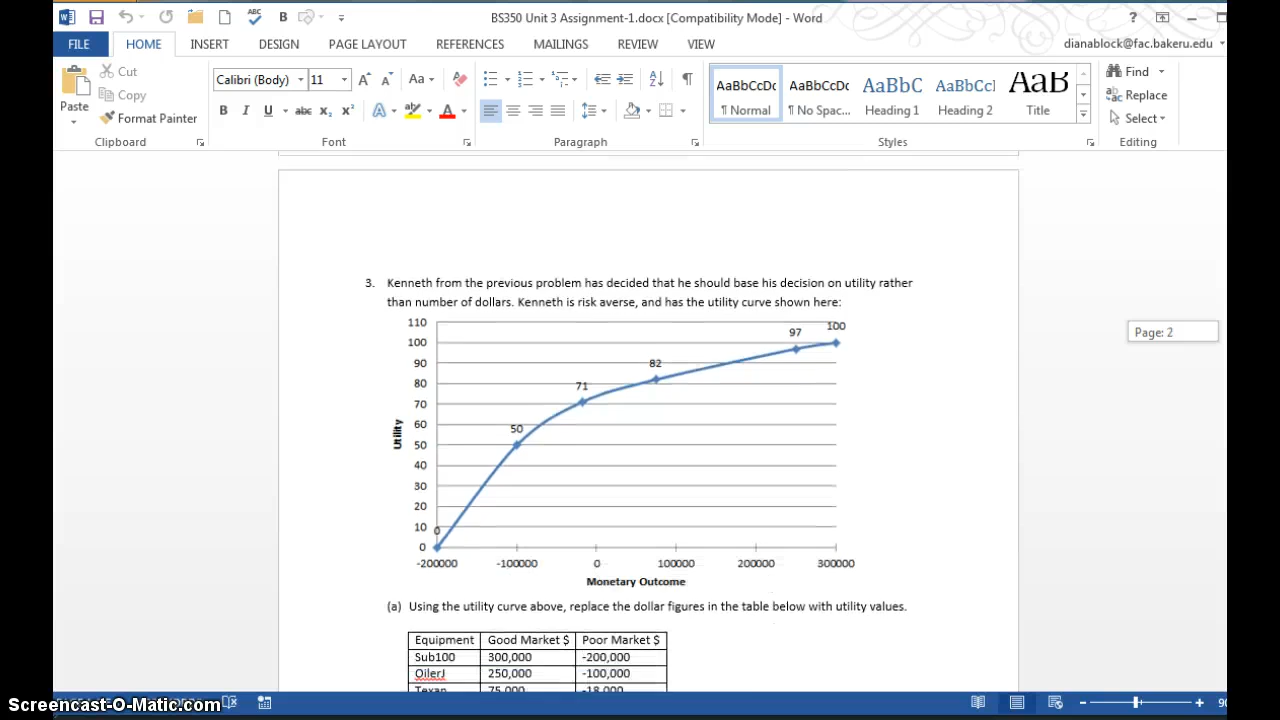 BS350 Unit 3 Assignment-1.docx [Compatibility Mode] - Word
?
FILE HOME INSERT DESIGN PAGE LAYOUT REFERENCES MAILINGS REVIEW VIEW dianablock@fac.bakeru.edu
Paste
Cut
Copy
Format Painter
Clipboard
Calibri (Body) 11
Font
Paragraph
AaBbCcDc AaBbCcDc AaBbC AaBbCcI AaB
¶ Normal ¶ No Spac... Heading 1 Heading 2 Title
Styles
Find
Replace
Select
Editing
Page: 2
3. Kenneth from the previous problem has decided that he should base his decision on utility rather
than number of dollars. Kenneth is risk averse, and has the utility curve shown here:
110
100
90
80
70
60
50
40
30
20
10
0
Utility
0
50
71
82
97
100
-200000 -100000 0 100000 200000 300000
Monetary Outcome
(a) Using the utility curve above, replace the dollar figures in the table below with utility values.
Equipment Good Market $ Poor Market $
Sub100 300,000 -200,000
OilerJ 250,000 -100,000
Texan 75,000 -18,000
Screencast-O-Matic.com